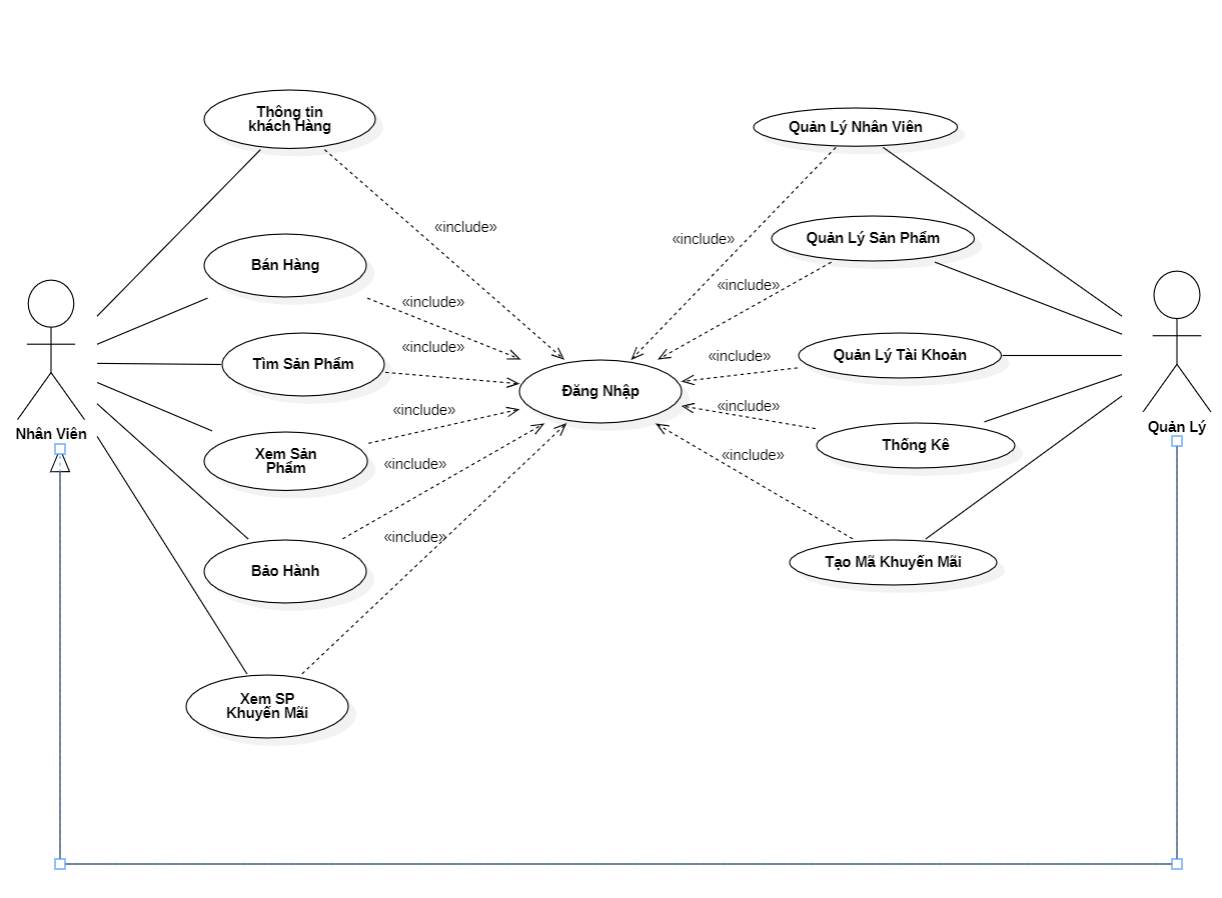 Thông tin
khách Hàng
Quản Lý Nhân Viên
«include»
«include»
Quản Lý Sản Phẩm
Bán Hàng
«include»
«include»
«include»
«include»
Tìm Sản Phẩm
Quản Lý Tài Khoản
Đăng Nhập
«include»
«include»
Nhân Viên
Quản Lý
Thống Kê
Xem Sản
Phẩm
«include»
«include»
«include»
Bảo Hành
Tạo Mã Khuyến Mãi
Xem SP
Khuyến Mãi